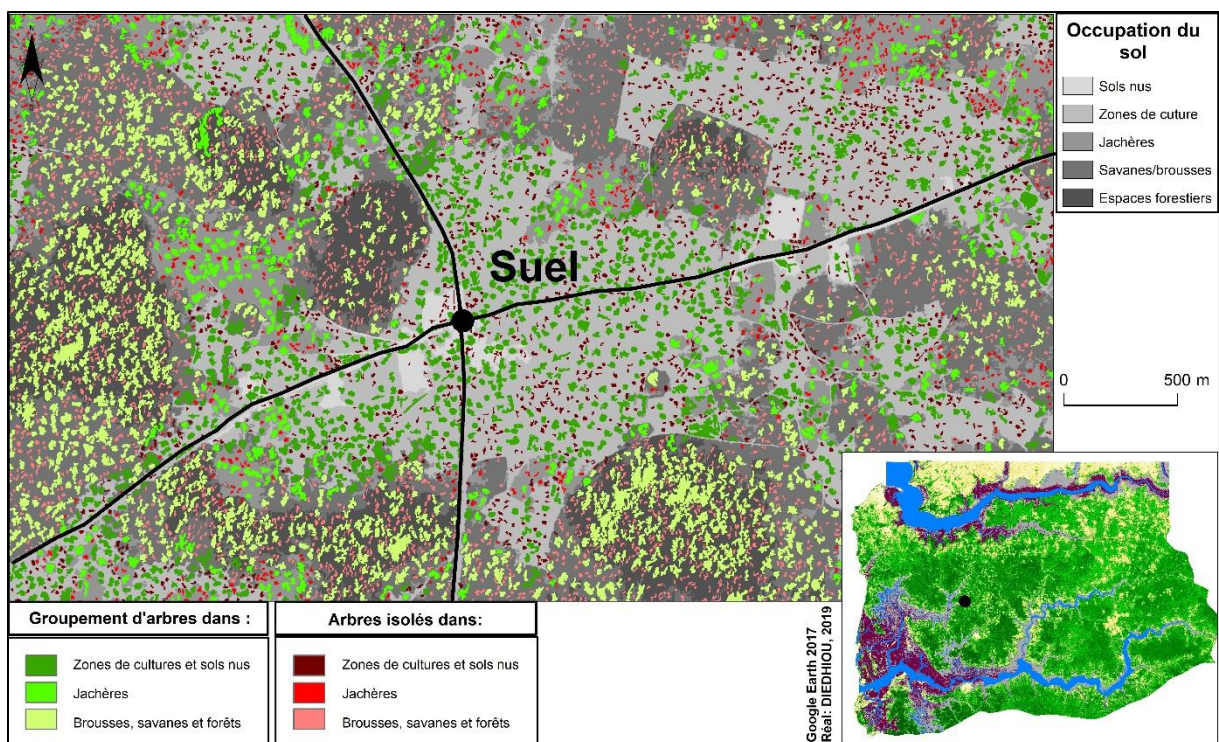 Occupation du
sol
Sols nus
Zones de cuture
Jachères
Savanes/brousses
Espaces forestiers
Suel
0 500 m
Groupement d'arbres dans :
Zones de cultures et sols nus
Jachères
Brousses, savanes et forêts
Arbres isolés dans:
Zones de cultures et sols nus
Jachères
Brousses, savanes et forêts
Google Earth 2017
Réal: DIEDHIOU, 2019